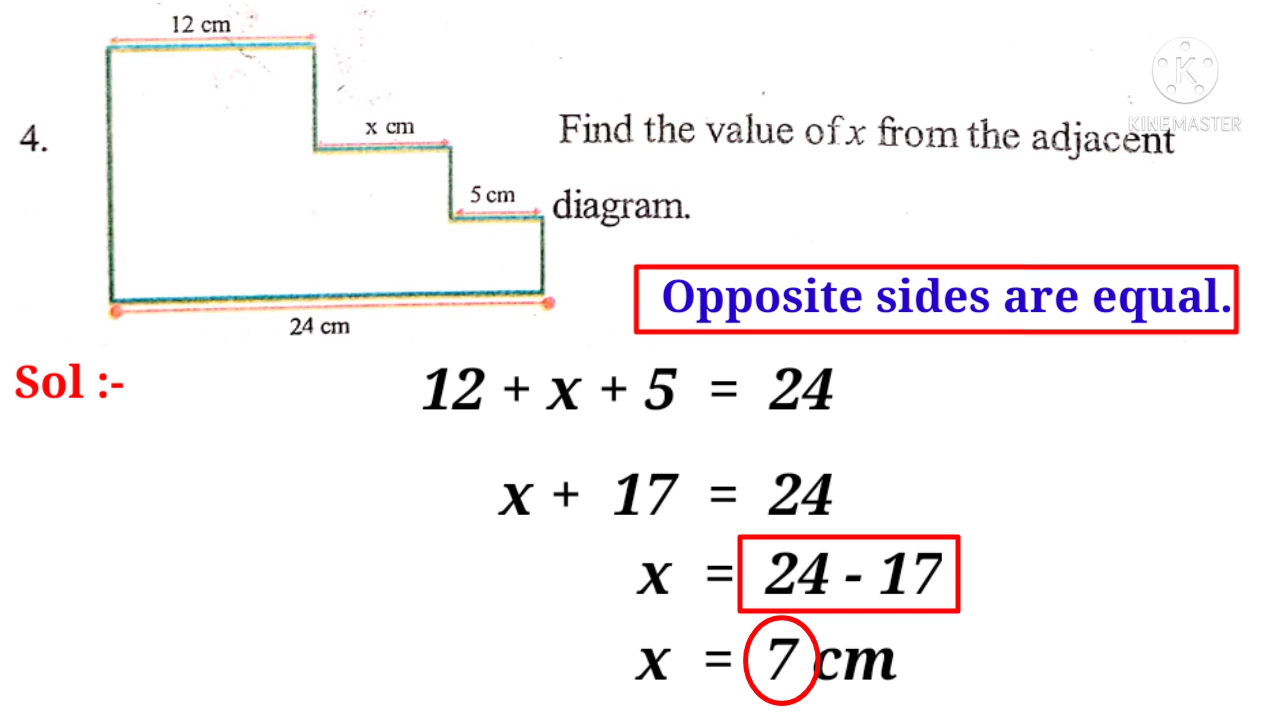 12 cm
4.
x cm
Find the value of x from the adjacent
5 cm
diagram.
24 cm
K
KINEMASTER
Opposite sides are equal.
Sol :-
12 + x + 5 = 24
x + 17 = 24
x = 24 - 17
x = 7 cm